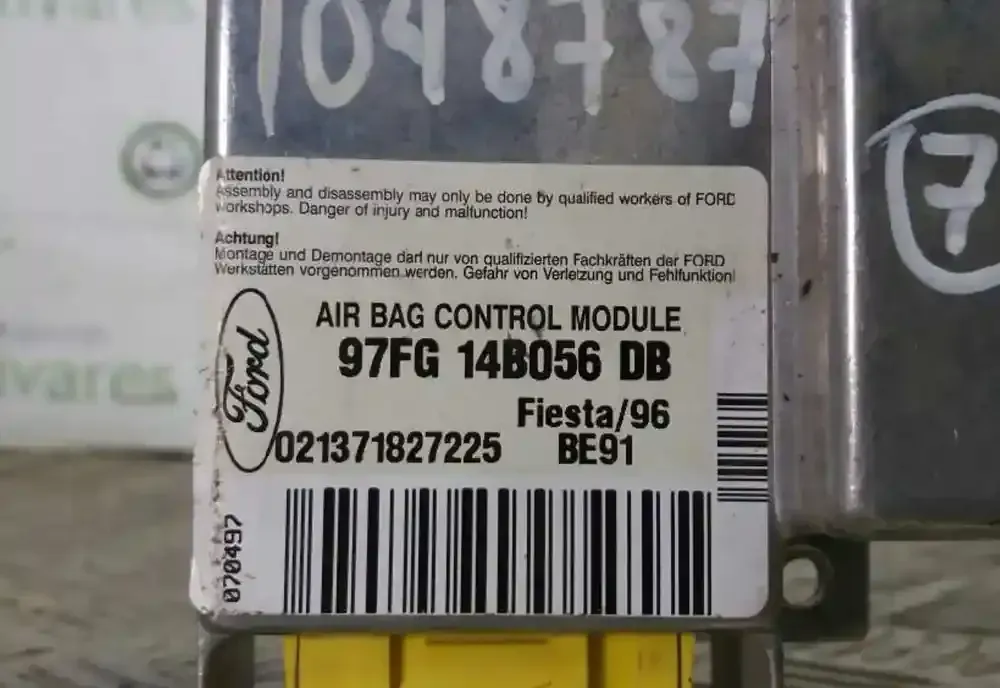 1048787
7
Attention!
Assembly and disassembly may only be done by qualified workers of FORD
workshops. Danger of injury and malfunction!
Achtung!
Montage und Demontage darf nur von qualifizierten Fachkräften der FORD
Werkstätten vorgenommen werden. Gefahr von Verletzung und Fehlfunktion!
AIR BAG CONTROL MODULE
97FG 14B056 DB
Ford
Fiesta/96
021371827225 BE91
070497